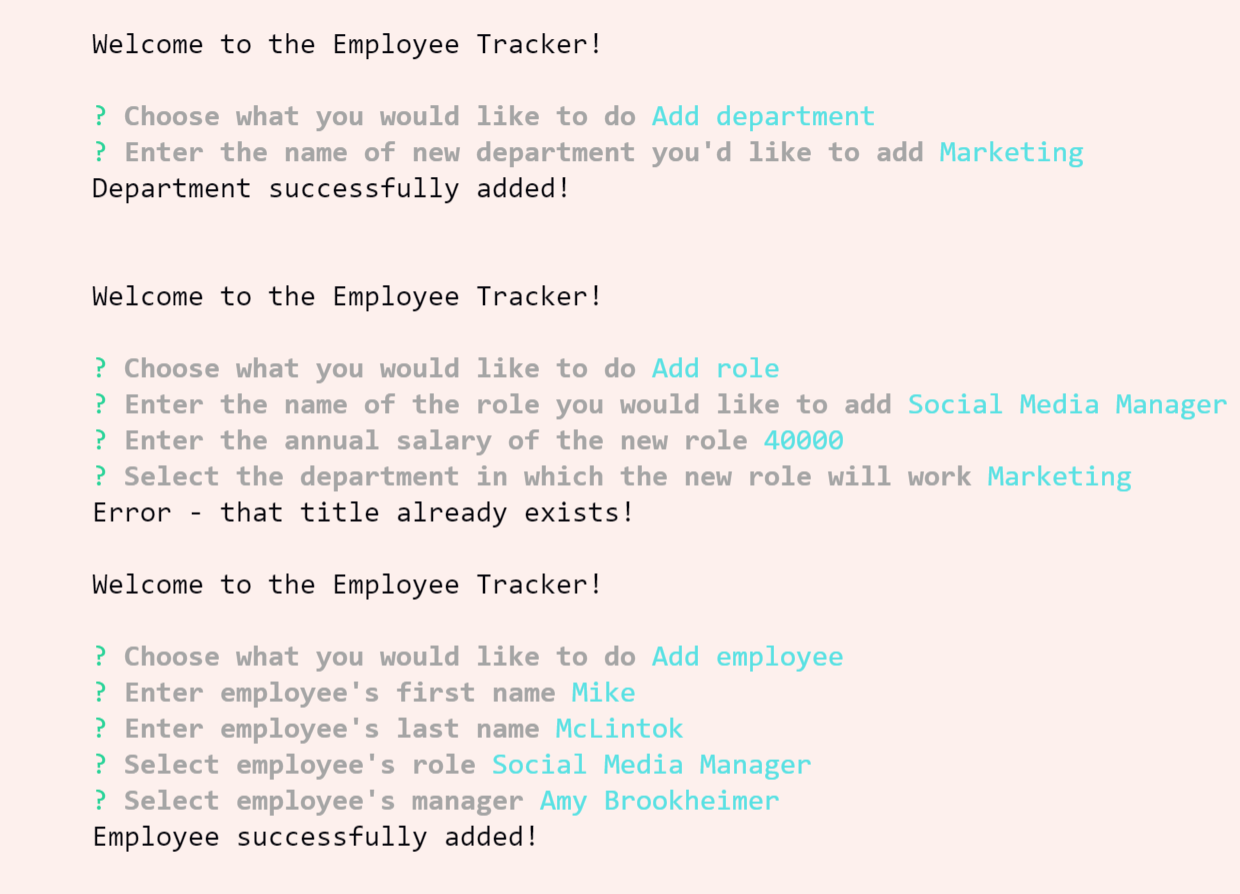 Welcome to the Employee Tracker!
? Choose what you would like to do Add department
? Enter the name of new department you'd like to add Marketing
Department successfully added!
Welcome to the Employee Tracker!
? Choose what you would like to do Add role
? Enter the name of the role you would like to add Social Media Manager
? Enter the annual salary of the new role 40000
? Select the department in which the new role will work Marketing
Error - that title already exists!
Welcome to the Employee Tracker!
? Choose what you would like to do Add employee
? Enter employee's first name Mike
? Enter employee's last name McLintok
? Select employee's role Social Media Manager
? Select employee's manager Amy Brookheimer
Employee successfully added!